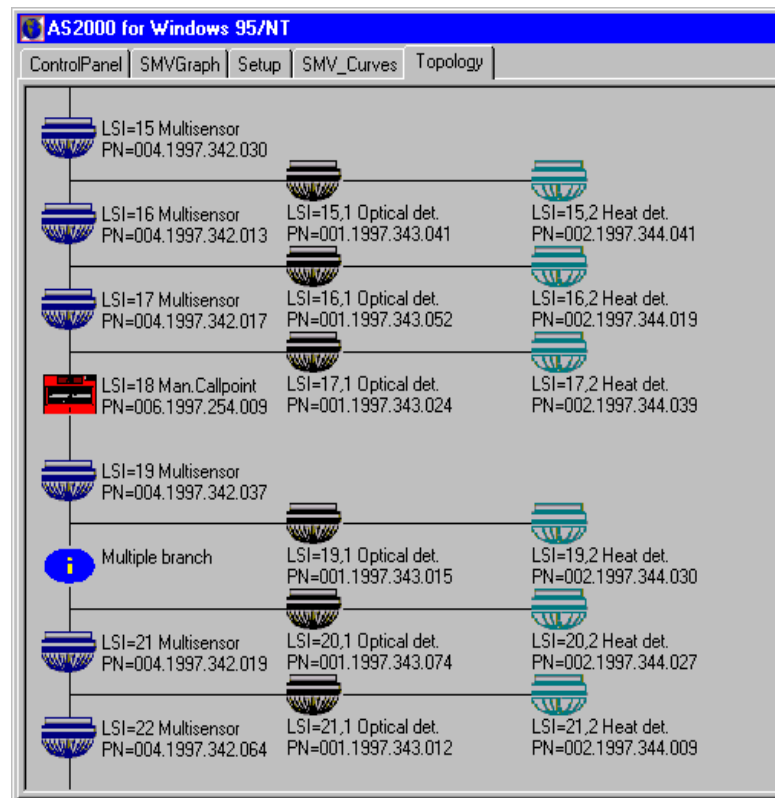 AS2000 for Windows 95/NT
ControlPanel SMVGraph Setup SMV_Curves Topology
LSI=15 Multisensor
PN=004.1997.342.030
LSI=16 Multisensor LSI=15,1 Optical det. LSI=15,2 Heat det.
PN=004.1997.342.013 PN=001.1997.343.041 PN=002.1997.344.041
LSI=17 Multisensor LSI=16,1 Optical det. LSI=16,2 Heat det.
PN=004.1997.342.017 PN=001.1997.343.052 PN=002.1997.344.019
LSI=18 Man.Callpoint LSI=17,1 Optical det. LSI=17,2 Heat det.
PN=006.1997.254.009 PN=001.1997.343.024 PN=002.1997.344.039
LSI=19 Multisensor
PN=004.1997.342.037
Multiple branch LSI=19,1 Optical det. LSI=19,2 Heat det.
PN=001.1997.343.015 PN=002.1997.344.030
LSI=21 Multisensor LSI=20,1 Optical det. LSI=20,2 Heat det.
PN=004.1997.342.019 PN=001.1997.343.074 PN=002.1997.344.027
LSI=22 Multisensor LSI=21,1 Optical det. LSI=21,2 Heat det.
PN=004.1997.342.064 PN=001.1997.343.012 PN=002.1997.344.009